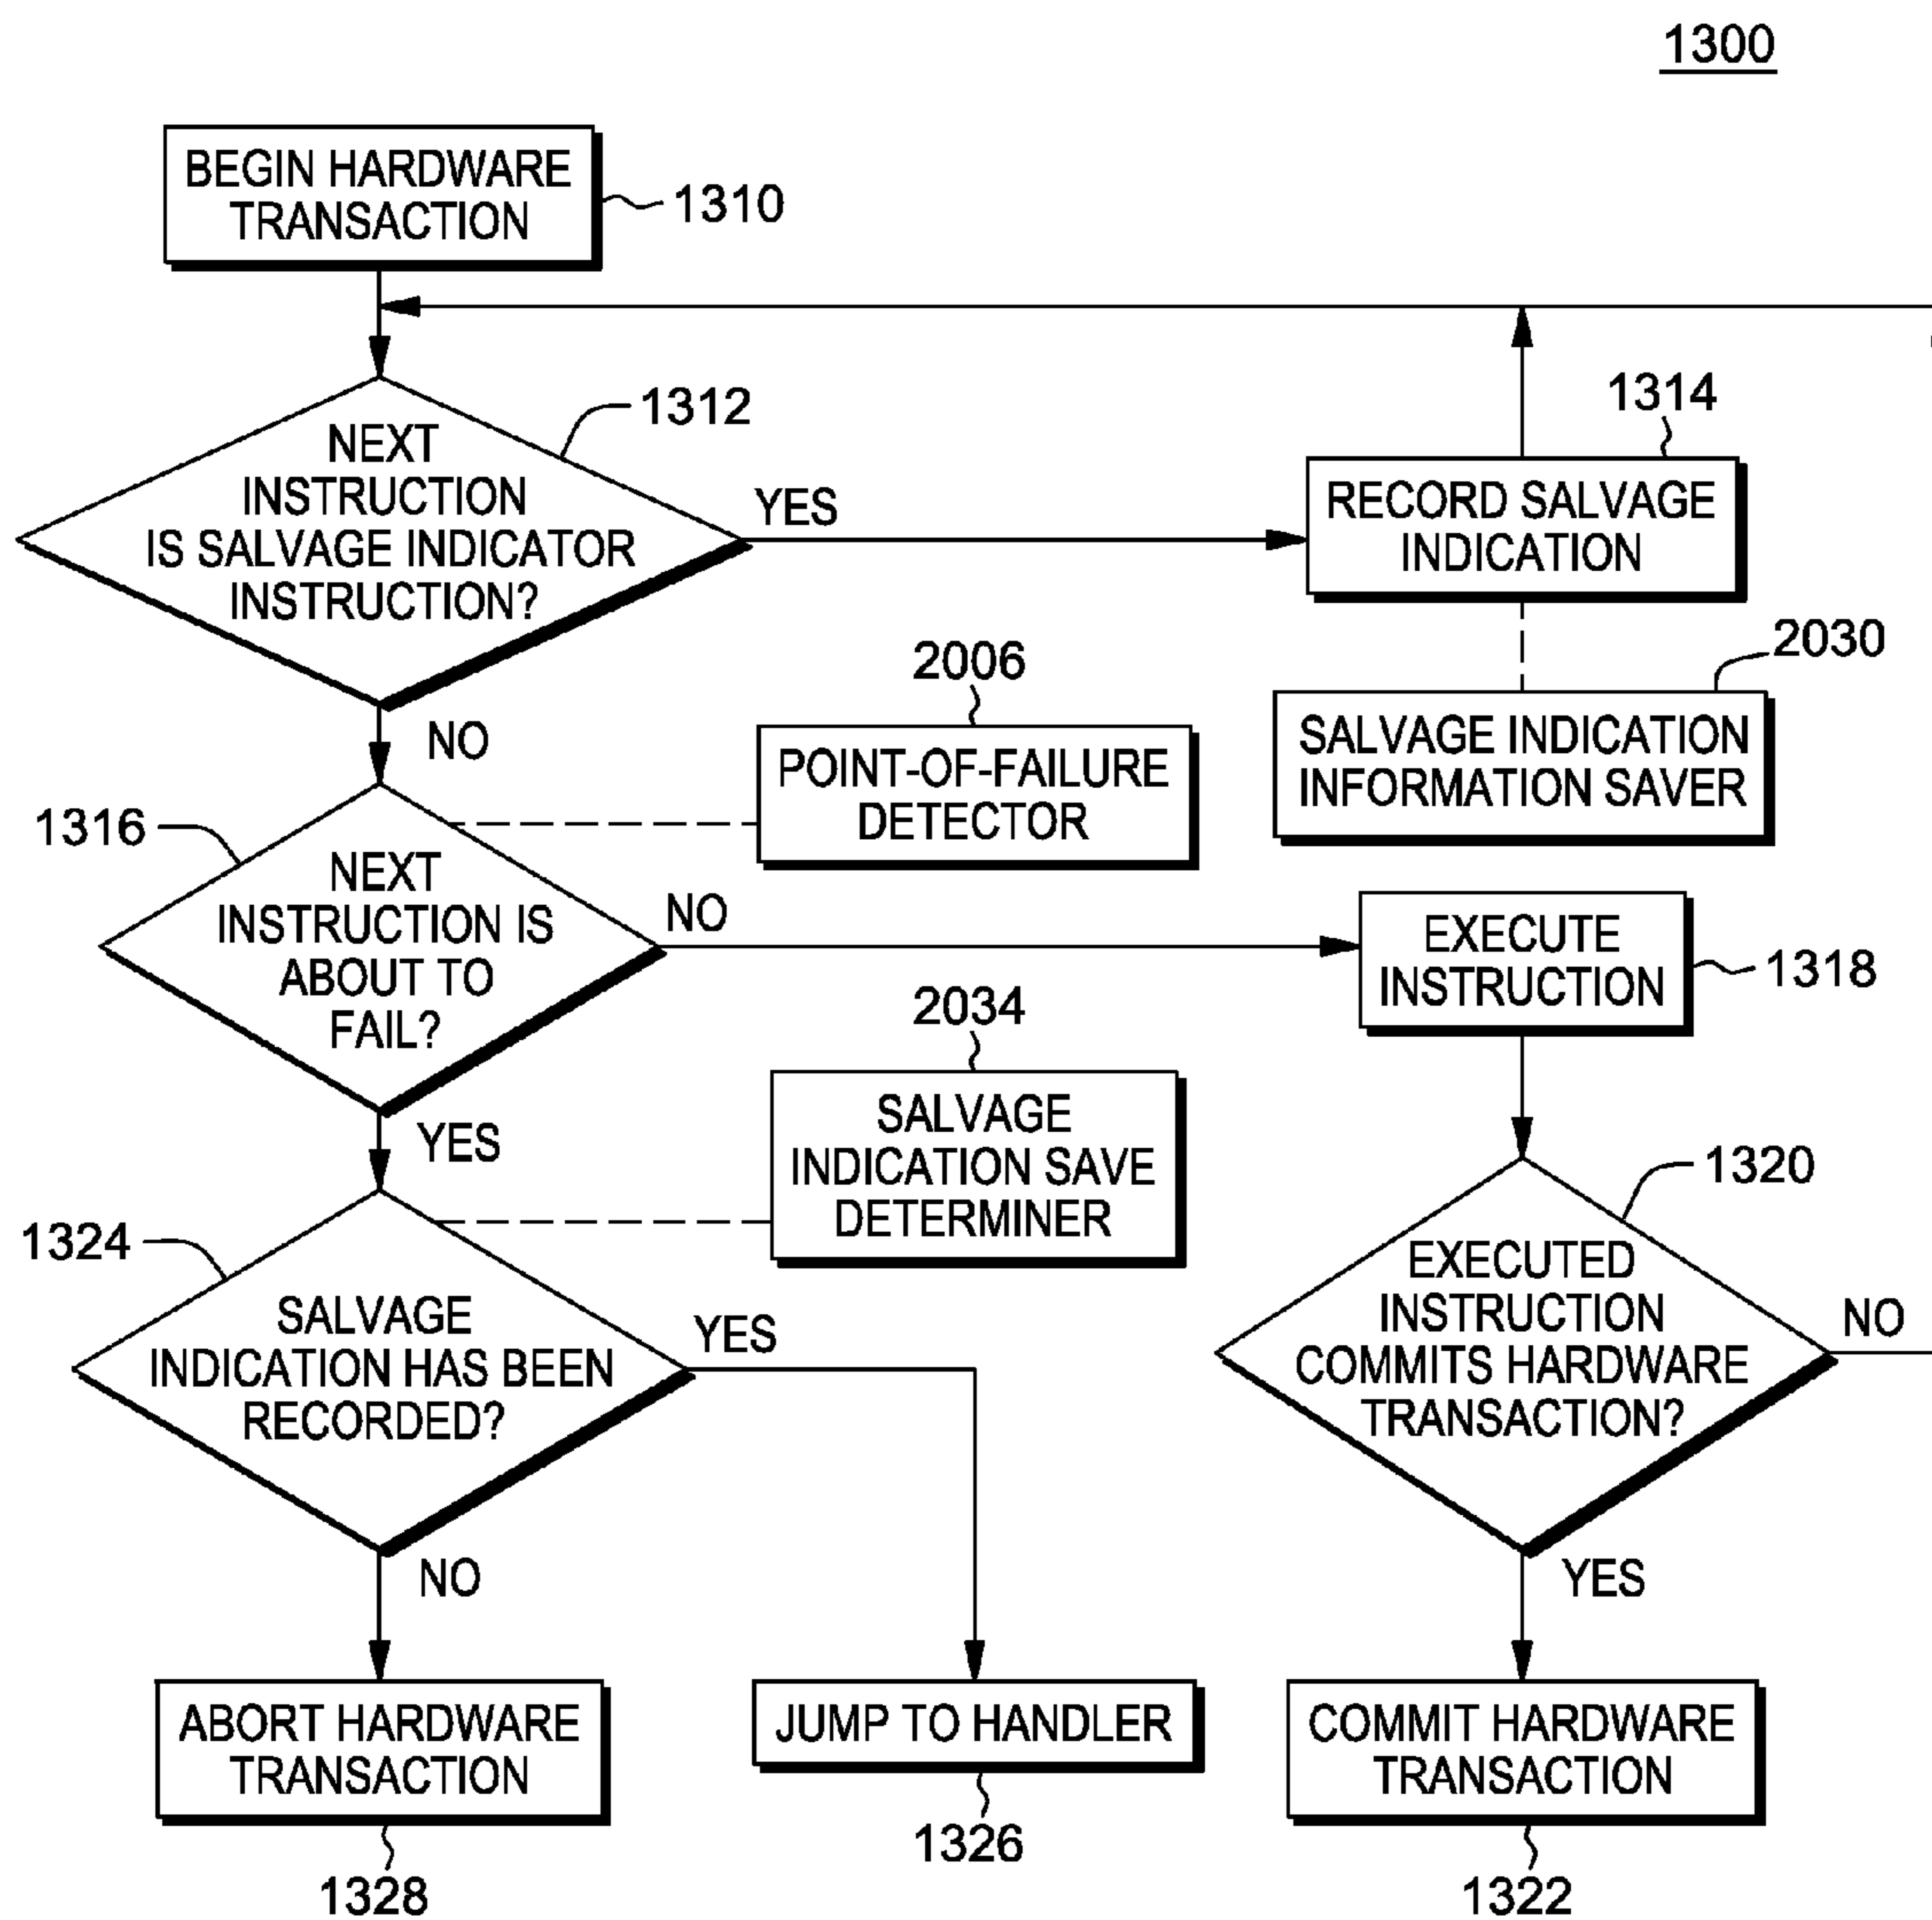 1300
BEGIN HARDWARE
TRANSACTION
1310
1312
NEXT
INSTRUCTION
IS SALVAGE INDICATOR
INSTRUCTION?
YES
1314
RECORD SALVAGE
INDICATION
2030
SALVAGE INDICATION
INFORMATION SAVER
NO
2006
POINT-OF-FAILURE
DETECTOR
1316
NEXT
INSTRUCTION IS
ABOUT TO
FAIL?
NO
EXECUTE
INSTRUCTION
1318
YES
2034
SALVAGE
INDICATION SAVE
DETERMINER
1320
EXECUTED
INSTRUCTION
COMMITS HARDWARE
TRANSACTION?
NO
1324
SALVAGE
INDICATION HAS BEEN
RECORDED?
YES
NO
YES
ABORT HARDWARE
TRANSACTION
1328
JUMP TO HANDLER
1326
COMMIT HARDWARE
TRANSACTION
1322